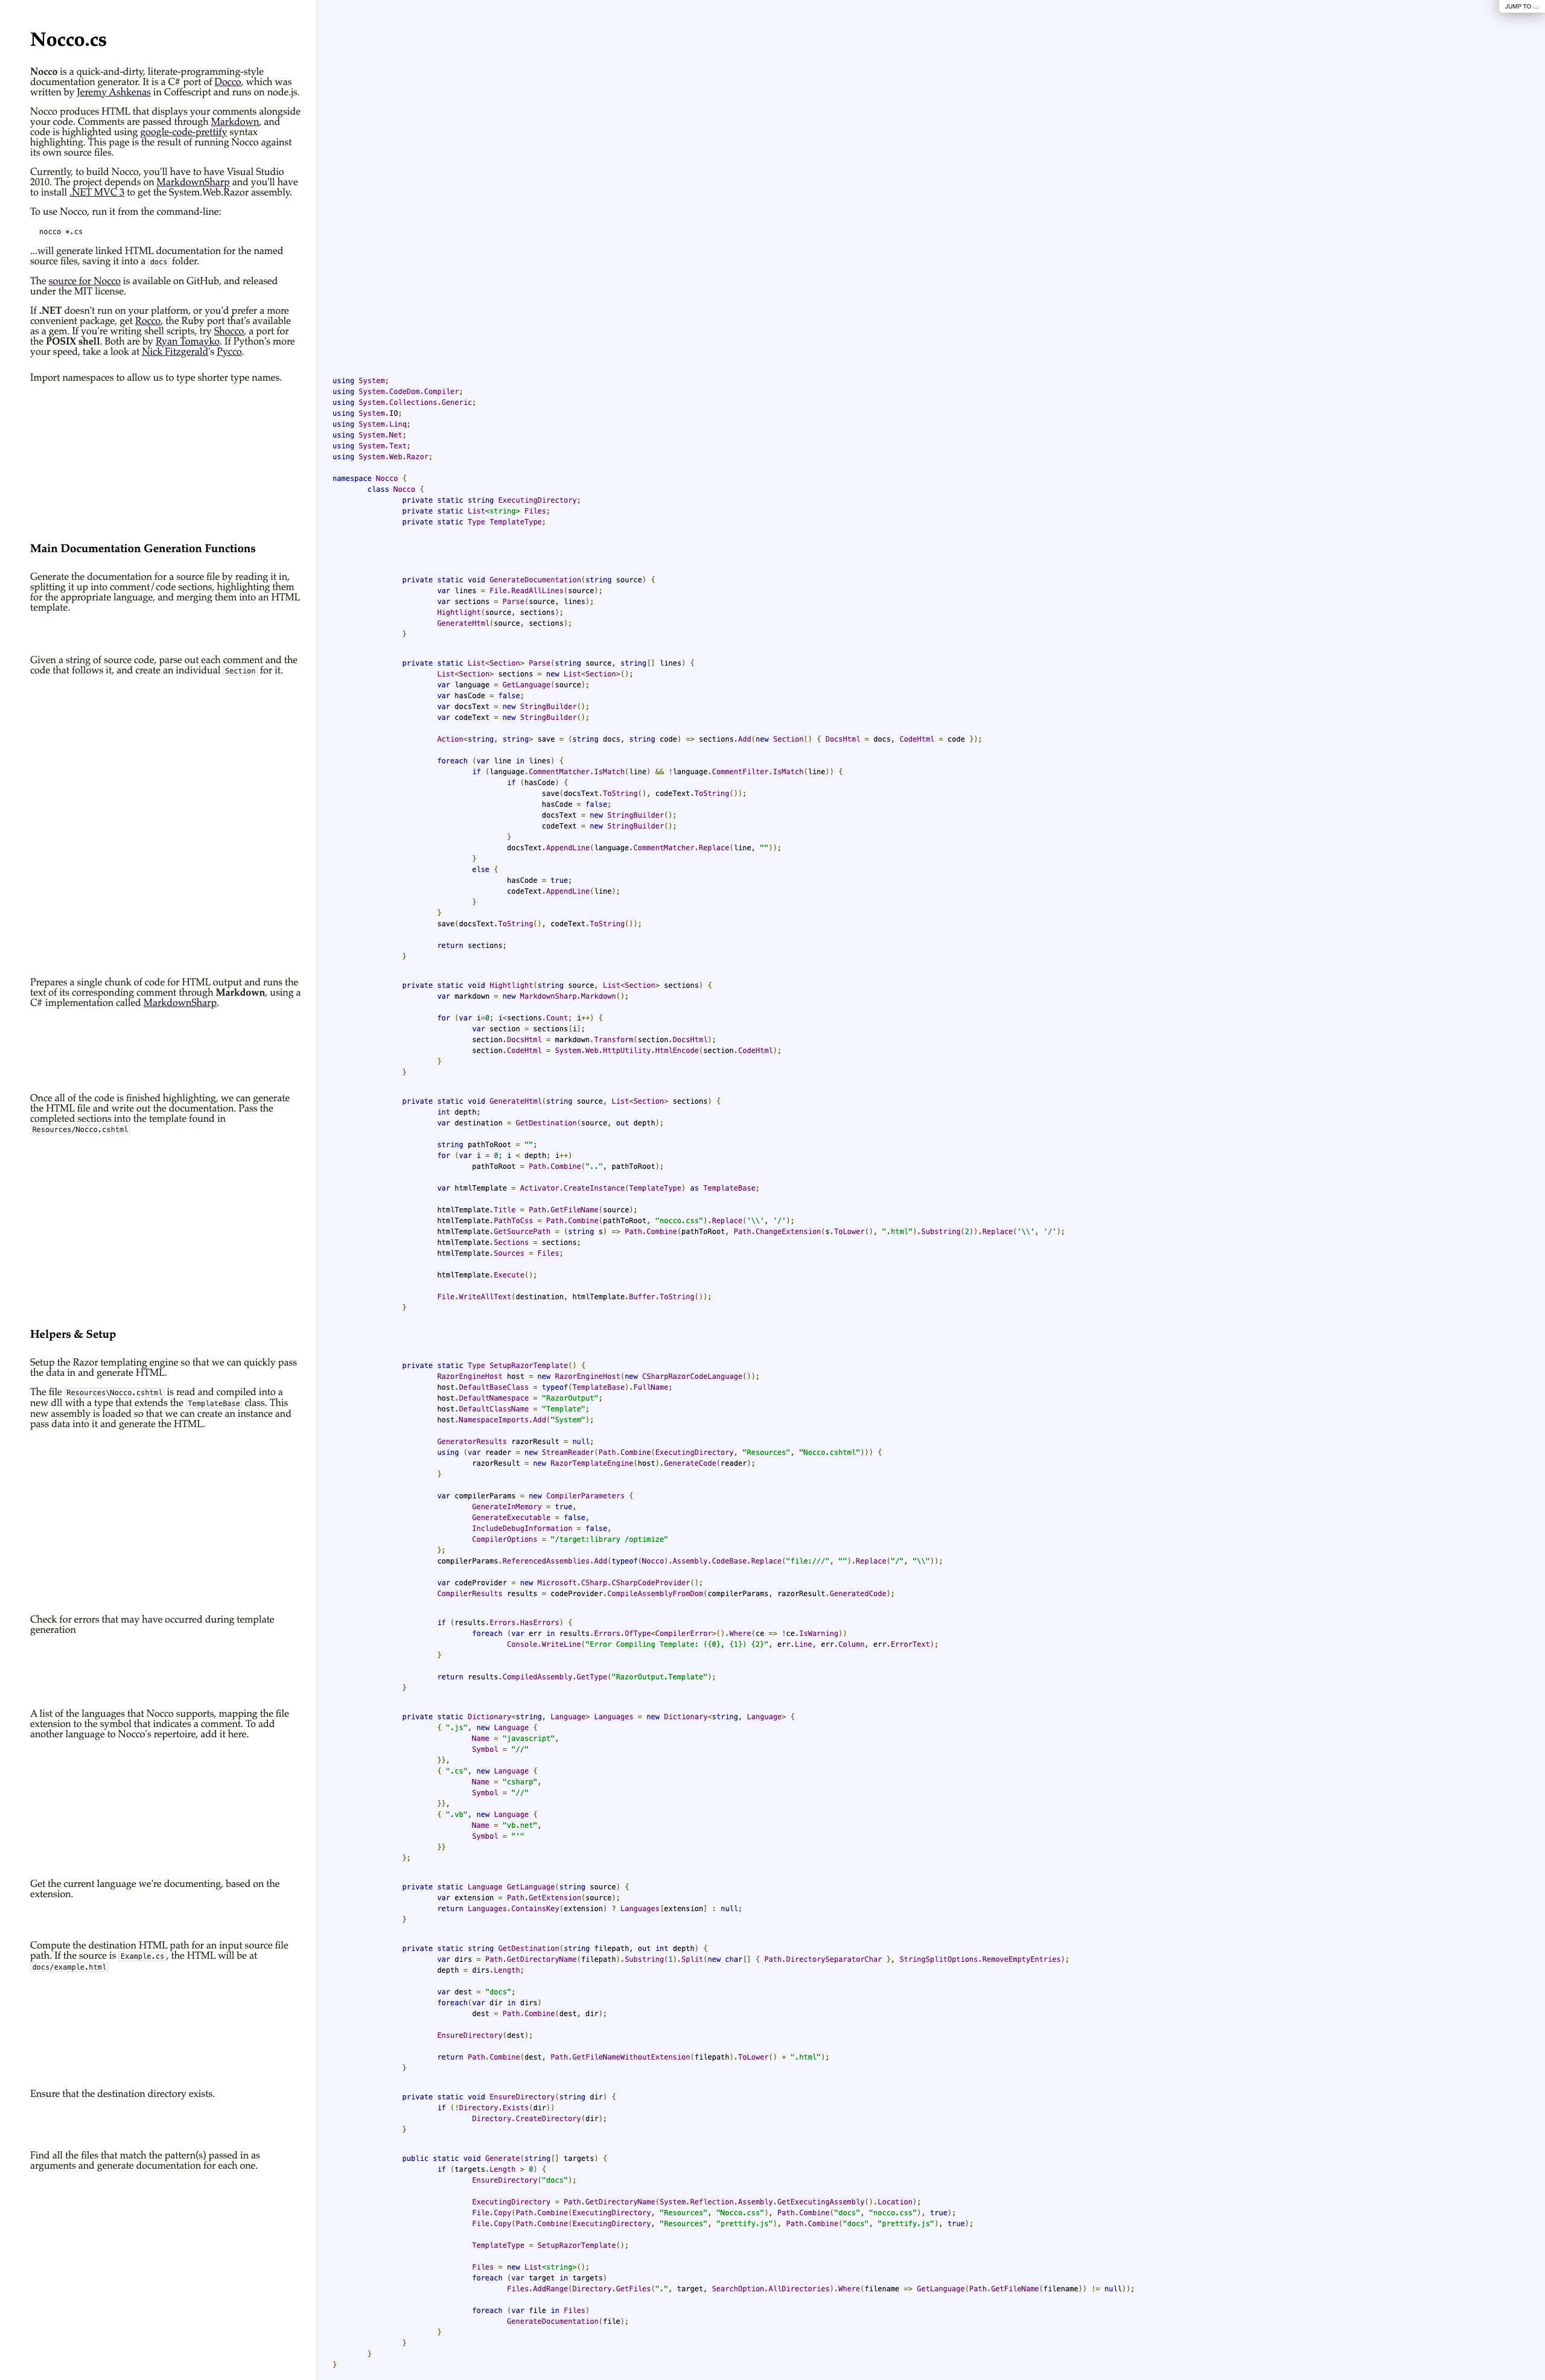 JUMP TO …
Nocco.cs
Nocco is a quick-and-dirty, literate-programming-style
documentation generator. It is a C# port of Docco, which was
written by Jeremy Ashkenas in Coffescript and runs on node.js.
Nocco produces HTML that displays your comments alongside
your code. Comments are passed through Markdown, and
code is highlighted using google-code-prettify syntax
highlighting. This page is the result of running Nocco against
its own source files.
Currently, to build Nocco, you'll have to have Visual Studio
2010. The project depends on MarkdownSharp and you'll have
to install .NET MVC 3 to get the System.Web.Razor assembly.
To use Nocco, run it from the command-line:
nocco *.cs
...will generate linked HTML documentation for the named
source files, saving it into a docs folder.
The source for Nocco is available on GitHub, and released
under the MIT license.
If .NET doesn't run on your platform, or you'd prefer a more
convenient package, get Rocco, the Ruby port that's available
as a gem. If you're writing shell scripts, try Shocco, a port for
the POSIX shell. Both are by Ryan Tomayko. If Python's more
your speed, take a look at Nick Fitzgerald's Pycco.
Import namespaces to allow us to type shorter type names.
using System;
using System.CodeDom.Compiler;
using System.Collections.Generic;
using System.IO;
using System.Linq;
using System.Net;
using System.Text;
using System.Web.Razor;
namespace Nocco {
class Nocco {
private static string ExecutingDirectory;
private static List<string> Files;
private static Type TemplateType;
Main Documentation Generation Functions
Generate the documentation for a source file by reading it in,
splitting it up into comment/code sections, highlighting them
for the appropriate language, and merging them into an HTML
template.
private static void GenerateDocumentation(string source) {
var lines = File.ReadAllLines(source);
var sections = Parse(source, lines);
Hightlight(source, sections);
GenerateHtml(source, sections);
}
Given a string of source code, parse out each comment and the
code that follows it, and create an individual Section for it.
private static List<Section> Parse(string source, string[] lines) {
List<Section> sections = new List<Section>();
var language = GetLanguage(source);
var hasCode = false;
var docsText = new StringBuilder();
var codeText = new StringBuilder();
Action<string, string> save = (string docs, string code) => sections.Add(new Section() { DocsHtml = docs, CodeHtml = code });
foreach (var line in lines) {
if (language.CommentMatcher.IsMatch(line) && !language.CommentFilter.IsMatch(line)) {
if (hasCode) {
save(docsText.ToString(), codeText.ToString());
hasCode = false;
docsText = new StringBuilder();
codeText = new StringBuilder();
}
docsText.AppendLine(language.CommentMatcher.Replace(line, ""));
}
else {
hasCode = true;
codeText.AppendLine(line);
}
}
save(docsText.ToString(), codeText.ToString());
return sections;
}
Prepares a single chunk of code for HTML output and runs the
text of its corresponding comment through Markdown, using a
C# implementation called MarkdownSharp.
private static void Hightlight(string source, List<Section> sections) {
var markdown = new MarkdownSharp.Markdown();
for (var i=0; i<sections.Count; i++) {
var section = sections[i];
section.DocsHtml = markdown.Transform(section.DocsHtml);
section.CodeHtml = System.Web.HttpUtility.HtmlEncode(section.CodeHtml);
}
}
Once all of the code is finished highlighting, we can generate
the HTML file and write out the documentation. Pass the
completed sections into the template found in
Resources/Nocco.cshtml
private static void GenerateHtml(string source, List<Section> sections) {
int depth;
var destination = GetDestination(source, out depth);
string pathToRoot = "";
for (var i = 0; i < depth; i++)
pathToRoot = Path.Combine("..", pathToRoot);
var htmlTemplate = Activator.CreateInstance(TemplateType) as TemplateBase;
htmlTemplate.Title = Path.GetFileName(source);
htmlTemplate.PathToCss = Path.Combine(pathToRoot, "nocco.css").Replace('\\', '/');
htmlTemplate.GetSourcePath = (string s) => Path.Combine(pathToRoot, Path.ChangeExtension(s.ToLower(), ".html").Substring(2)).Replace('\\', '/');
htmlTemplate.Sections = sections;
htmlTemplate.Sources = Files;
htmlTemplate.Execute();
File.WriteAllText(destination, htmlTemplate.Buffer.ToString());
}
Helpers & Setup
Setup the Razor templating engine so that we can quickly pass
the data in and generate HTML.
The file Resources\Nocco.cshtml is read and compiled into a
new dll with a type that extends the TemplateBase class. This
new assembly is loaded so that we can create an instance and
pass data into it and generate the HTML.
private static Type SetupRazorTemplate() {
RazorEngineHost host = new RazorEngineHost(new CSharpRazorCodeLanguage());
host.DefaultBaseClass = typeof(TemplateBase).FullName;
host.DefaultNamespace = "RazorOutput";
host.DefaultClassName = "Template";
host.NamespaceImports.Add("System");
GeneratorResults razorResult = null;
using (var reader = new StreamReader(Path.Combine(ExecutingDirectory, "Resources", "Nocco.cshtml"))) {
razorResult = new RazorTemplateEngine(host).GenerateCode(reader);
}
var compilerParams = new CompilerParameters {
GenerateInMemory = true,
GenerateExecutable = false,
IncludeDebugInformation = false,
CompilerOptions = "/target:library /optimize"
};
compilerParams.ReferencedAssemblies.Add(typeof(Nocco).Assembly.CodeBase.Replace("file:///", "").Replace("/", "\\"));
var codeProvider = new Microsoft.CSharp.CSharpCodeProvider();
CompilerResults results = codeProvider.CompileAssemblyFromDom(compilerParams, razorResult.GeneratedCode);
Check for errors that may have occurred during template
generation
if (results.Errors.HasErrors) {
foreach (var err in results.Errors.OfType<CompilerError>().Where(ce => !ce.IsWarning))
Console.WriteLine("Error Compiling Template: ({0}, {1}) {2}", err.Line, err.Column, err.ErrorText);
}
return results.CompiledAssembly.GetType("RazorOutput.Template");
}
A list of the languages that Nocco supports, mapping the file
extension to the symbol that indicates a comment. To add
another language to Nocco's repertoire, add it here.
private static Dictionary<string, Language> Languages = new Dictionary<string, Language> {
{ ".js", new Language {
Name = "javascript",
Symbol = "//"
}},
{ ".cs", new Language {
Name = "csharp",
Symbol = "//"
}},
{ ".vb", new Language {
Name = "vb.net",
Symbol = "'"
}}
};
Get the current language we're documenting, based on the
extension.
private static Language GetLanguage(string source) {
var extension = Path.GetExtension(source);
return Languages.ContainsKey(extension) ? Languages[extension] : null;
}
Compute the destination HTML path for an input source file
path. If the source is Example.cs, the HTML will be at
docs/example.html
private static string GetDestination(string filepath, out int depth) {
var dirs = Path.GetDirectoryName(filepath).Substring(1).Split(new char[] { Path.DirectorySeparatorChar }, StringSplitOptions.RemoveEmptyEntries);
depth = dirs.Length;
var dest = "docs";
foreach(var dir in dirs)
dest = Path.Combine(dest, dir);
EnsureDirectory(dest);
return Path.Combine(dest, Path.GetFileNameWithoutExtension(filepath).ToLower() + ".html");
}
Ensure that the destination directory exists.
private static void EnsureDirectory(string dir) {
if (!Directory.Exists(dir))
Directory.CreateDirectory(dir);
}
Find all the files that match the pattern(s) passed in as
arguments and generate documentation for each one.
public static void Generate(string[] targets) {
if (targets.Length > 0) {
EnsureDirectory("docs");
ExecutingDirectory = Path.GetDirectoryName(System.Reflection.Assembly.GetExecutingAssembly().Location);
File.Copy(Path.Combine(ExecutingDirectory, "Resources", "Nocco.css"), Path.Combine("docs", "nocco.css"), true);
File.Copy(Path.Combine(ExecutingDirectory, "Resources", "prettify.js"), Path.Combine("docs", "prettify.js"), true);
TemplateType = SetupRazorTemplate();
Files = new List<string>();
foreach (var target in targets)
Files.AddRange(Directory.GetFiles(".", target, SearchOption.AllDirectories).Where(filename => GetLanguage(Path.GetFileName(filename)) != null));
foreach (var file in Files)
GenerateDocumentation(file);
}
}
}
}